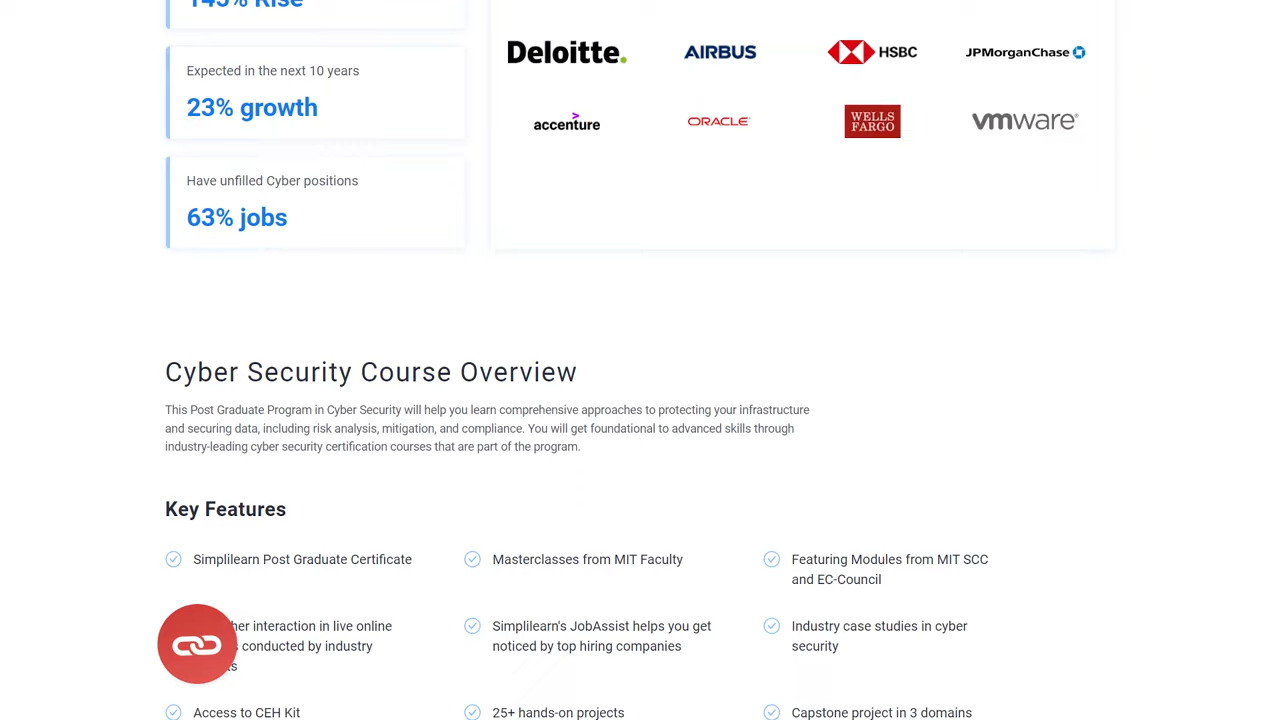 145% Rise
Expected in the next 10 years
23% growth
Have unfilled Cyber positions
63% jobs
Deloitte.
AIRBUS
HSBC
JPMorganChase
accenture
ORACLE
WELLS
FARGO
vmware®
Cyber Security Course Overview
This Post Graduate Program in Cyber Security will help you learn comprehensive approaches to protecting your infrastructure
and securing data, including risk analysis, mitigation, and compliance. You will get foundational to advanced skills through
industry-leading cyber security certification courses that are part of the program.
Key Features
Simplilearn Post Graduate Certificate
Masterclasses from MIT Faculty
Featuring Modules from MIT SCC
and EC-Council
interaction in live online
conducted by industry
Simplilearn's JobAssist helps you get
noticed by top hiring companies
Industry case studies in cyber
security
Access to CEH Kit
25+ hands-on projects
Capstone project in 3 domains